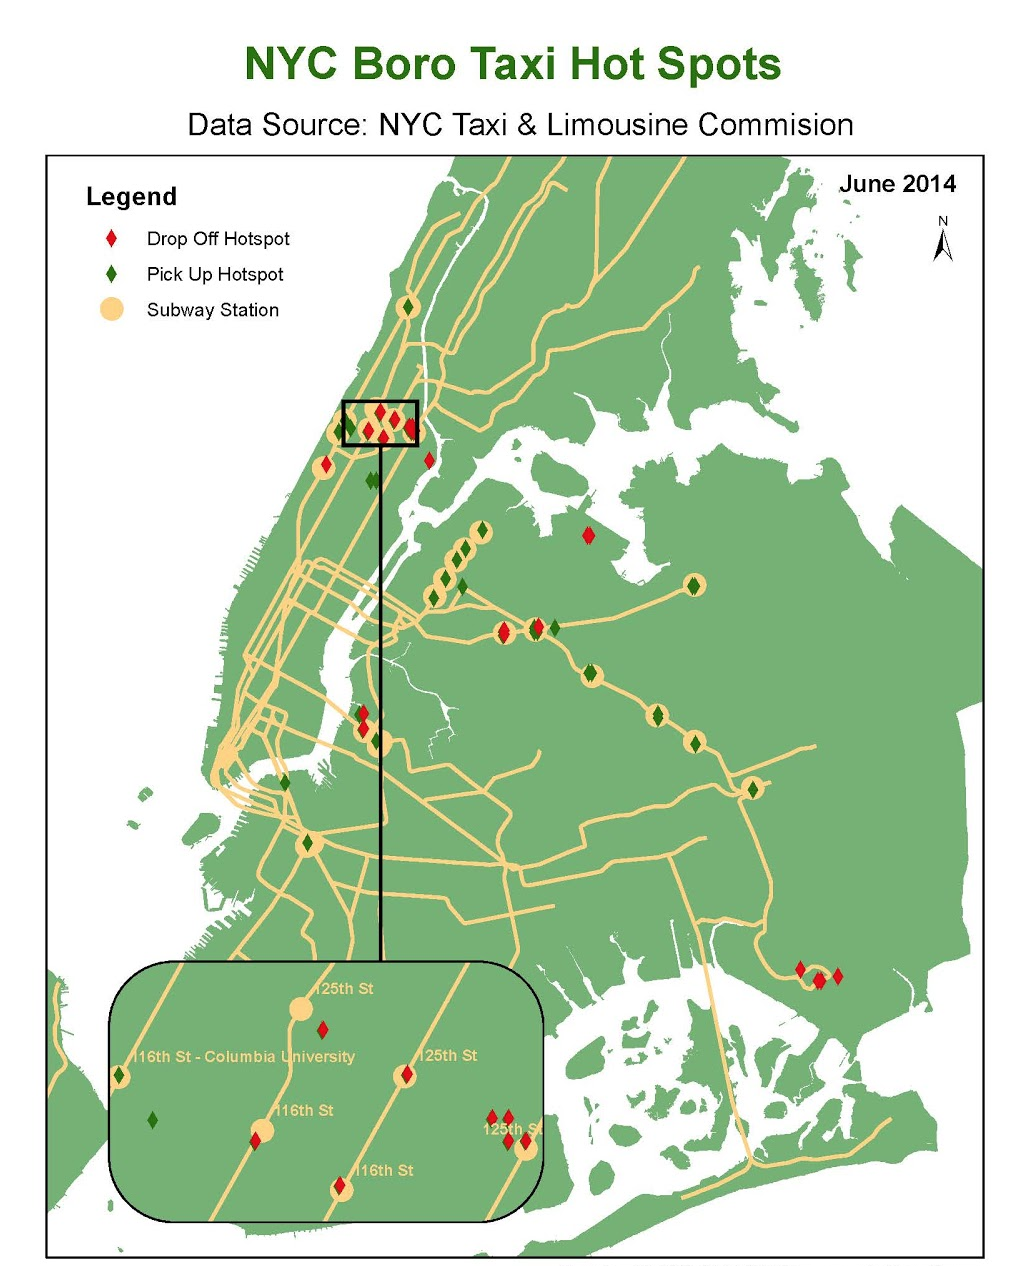 NYC Boro Taxi Hot Spots
Data Source: NYC Taxi & Limousine Commision
June 2014
Legend
N
Drop Off Hotspot
Pick Up Hotspot
Subway Station
125th St
116th St - Columbia University
125th St
116th St
125th St
116th St